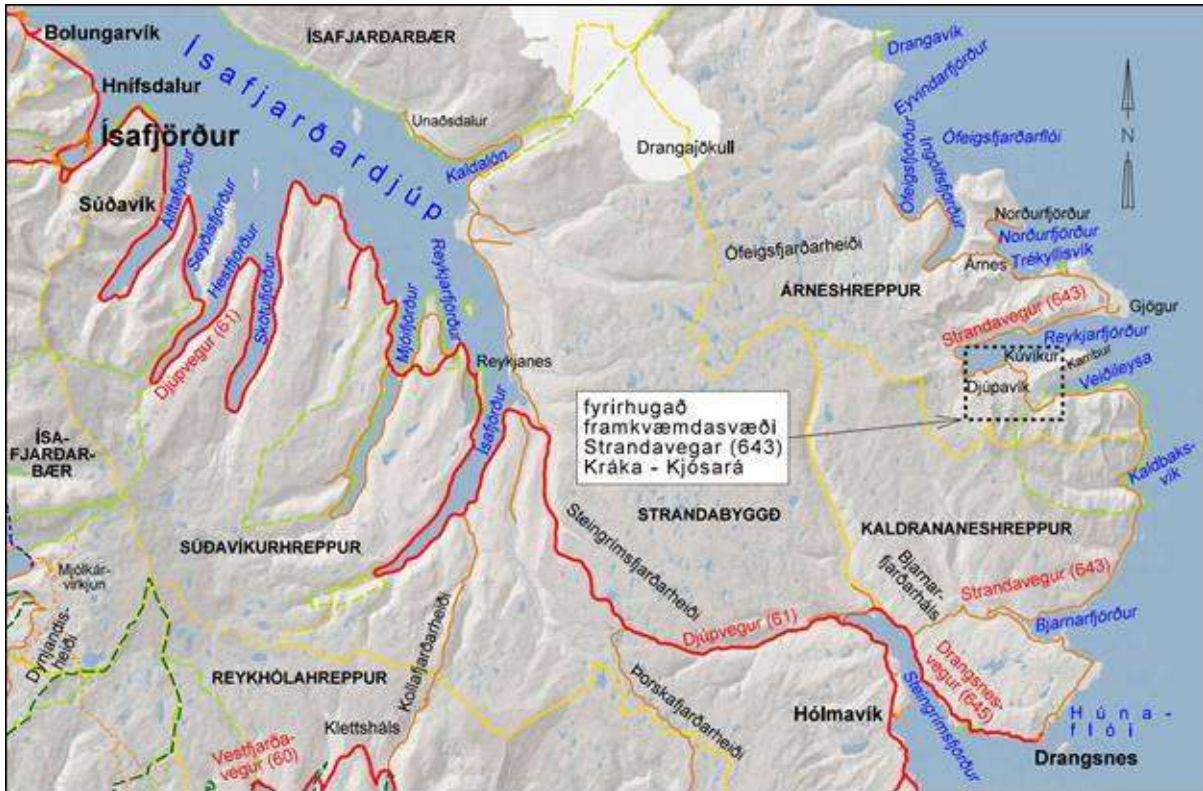 Bolungarvík
ÍSAFJARÐARBÆR
Drangavík
Hnífsdalur
Ísafjarðardjúp
Eyvindarfjörður
Unaðsdalur
Ísafjörður
Ófeigsfjarðarflói
Drangajökull
Kaldalón
Ófeigsfjörður
Ingólfsfjörður
N
Súðavík
Álftafjörður
Seyðisfjörður
Hestfjörður
Skötufjörður
Norðurfjörður
Norðurfjörður
Ófeigsfjarðarheiði
Árnes
Trékyllisvík
Reykjarfjörður
Mjóifjörður
ÁRNESHREPPUR
Gjögur
Strandavegur (643)
Reykjarfjörður
Djúpvegur (61)
Reykjanes
Kúvíkur
Kambur
Djúpavík
Veiðileysa
Ísafjörður
fyrirhugað
framkvæmdasvæði
Strandavegar (643)
Kráka - Kjósará
ÍSA-
FJARÐAR-
BÆR
Kaldbaks-
vík
STRANDABYGGÐ
KALDRANANESHREPPUR
SÚÐAVÍKURHREPPUR
Steingrímsfjarðarheiði
Bjarnar-
fjarðarháls
Strandavegur (643)
Mjólkár-
virkjun
Bjarnarfjörður
Dynjandis-
heiði
Djúpvegur (61)
Kollafjarðarheiði
REYKHÓLAHREPPUR
Þorskafjarðarheiði
Drangsnes-
vegur (645)
Steingrímsfjörður
Klettsháls
Hólmavík
Húna-
flói
Vestfjarða-
vegur (60)
Drangsnes